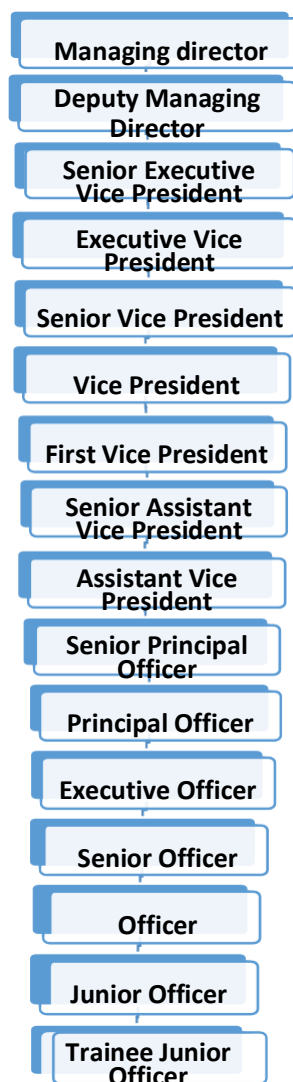 Managing director
Deputy Managing
Director
Senior Executive
Vice President
Executive Vice
President
Senior Vice President
Vice President
First Vice President
Senior Assistant
Vice President
Assistant Vice
President
Senior Principal
Officer
Principal Officer
Executive Officer
Senior Officer
Officer
Junior Officer
Trainee Junior
Officer